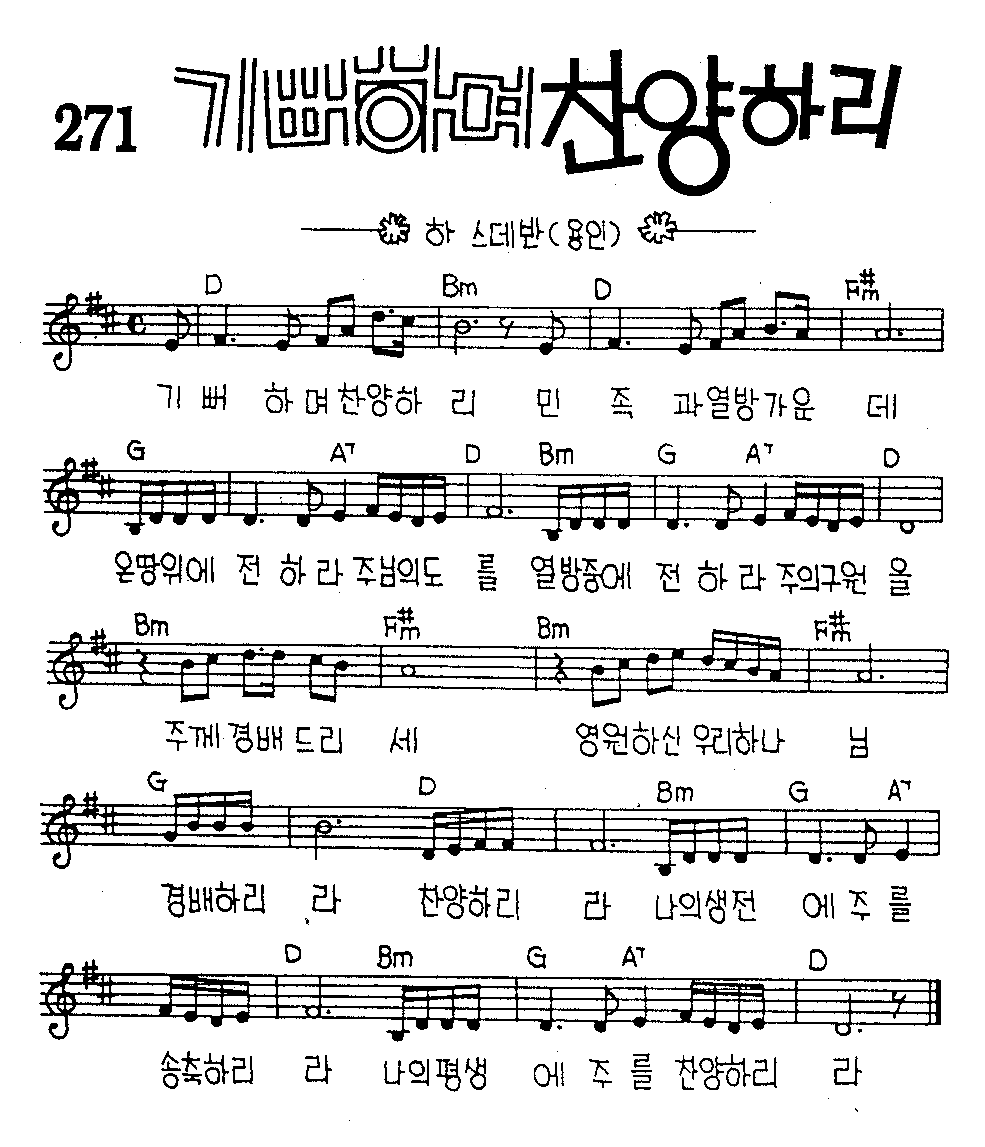 271 기뻐하며 찬양하리
하 스데반(용인)
D Bm D F#m
기 뻐 하 며 찬양하 리 민 족 과열방가운 데
G A7 D Bm G A7 D
온땅위에 전 하 라 주님의도 를 열방중에 전 하 라 주의구원 을
Bm F#m Bm F#m
주께 경배 드리 세 영원하신 우리하나 님
G D Bm G A7
경배하리 라 찬양하리 라 나의생전 에 주 를
D Bm G A7 D
송축하리 라 나의평생 에 주 를 찬양하리 라